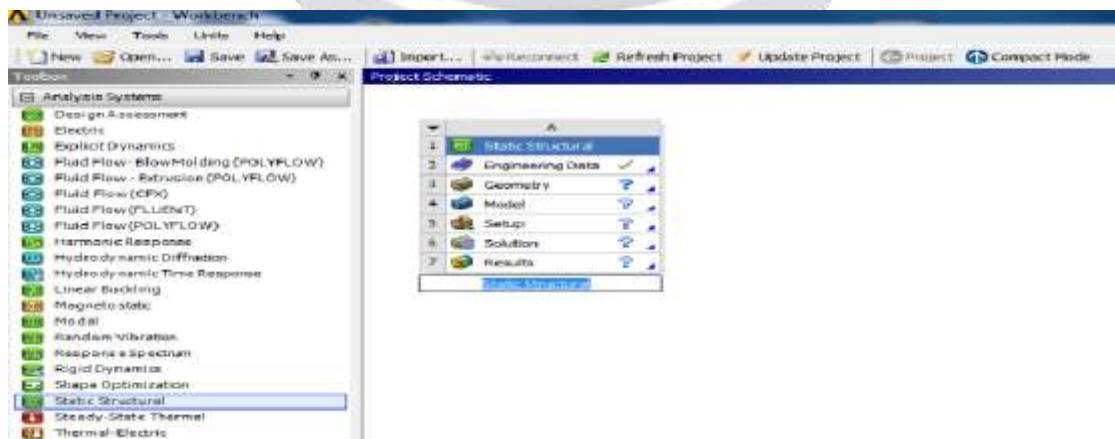 Unsaved Project - Workbench
File View Tools Units Help
New Open... Save Save As... Import... Reconnect Refresh Project Update Project Project Compact Mode
Toolbox
Project Schematic
Analysis Systems
Design Assessment
Electric
Explicit Dynamics
Fluid Flow - Blow Molding (POLYFLOW)
Fluid Flow - Extrusion (POLYFLOW)
Fluid Flow (CFX)
Fluid Flow (FLUENT)
Fluid Flow (POLYFLOW)
Harmonic Response
Hydrodynamic Diffraction
Hydrodynamic Time Response
Linear Buckling
Magnetostatic
Modal
Random Vibration
Response Spectrum
Rigid Dynamics
Shape Optimization
Static Structural
Steady-State Thermal
Thermal-Electric
A
1 Static Structural
2 Engineering Data
3 Geometry ?
4 Model ?
5 Setup ?
6 Solution ?
7 Results ?
Static Structural